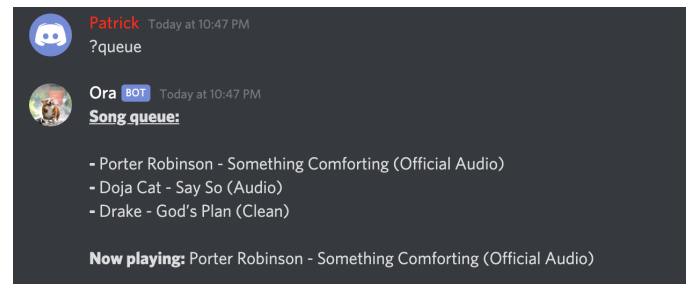 Patrick Today at 10:47 PM
?queue
Ora BOT Today at 10:47 PM
Song queue:
- Porter Robinson - Something Comforting (Official Audio)
- Doja Cat - Say So (Audio)
- Drake - God’s Plan (Clean)
Now playing: Porter Robinson - Something Comforting (Official Audio)